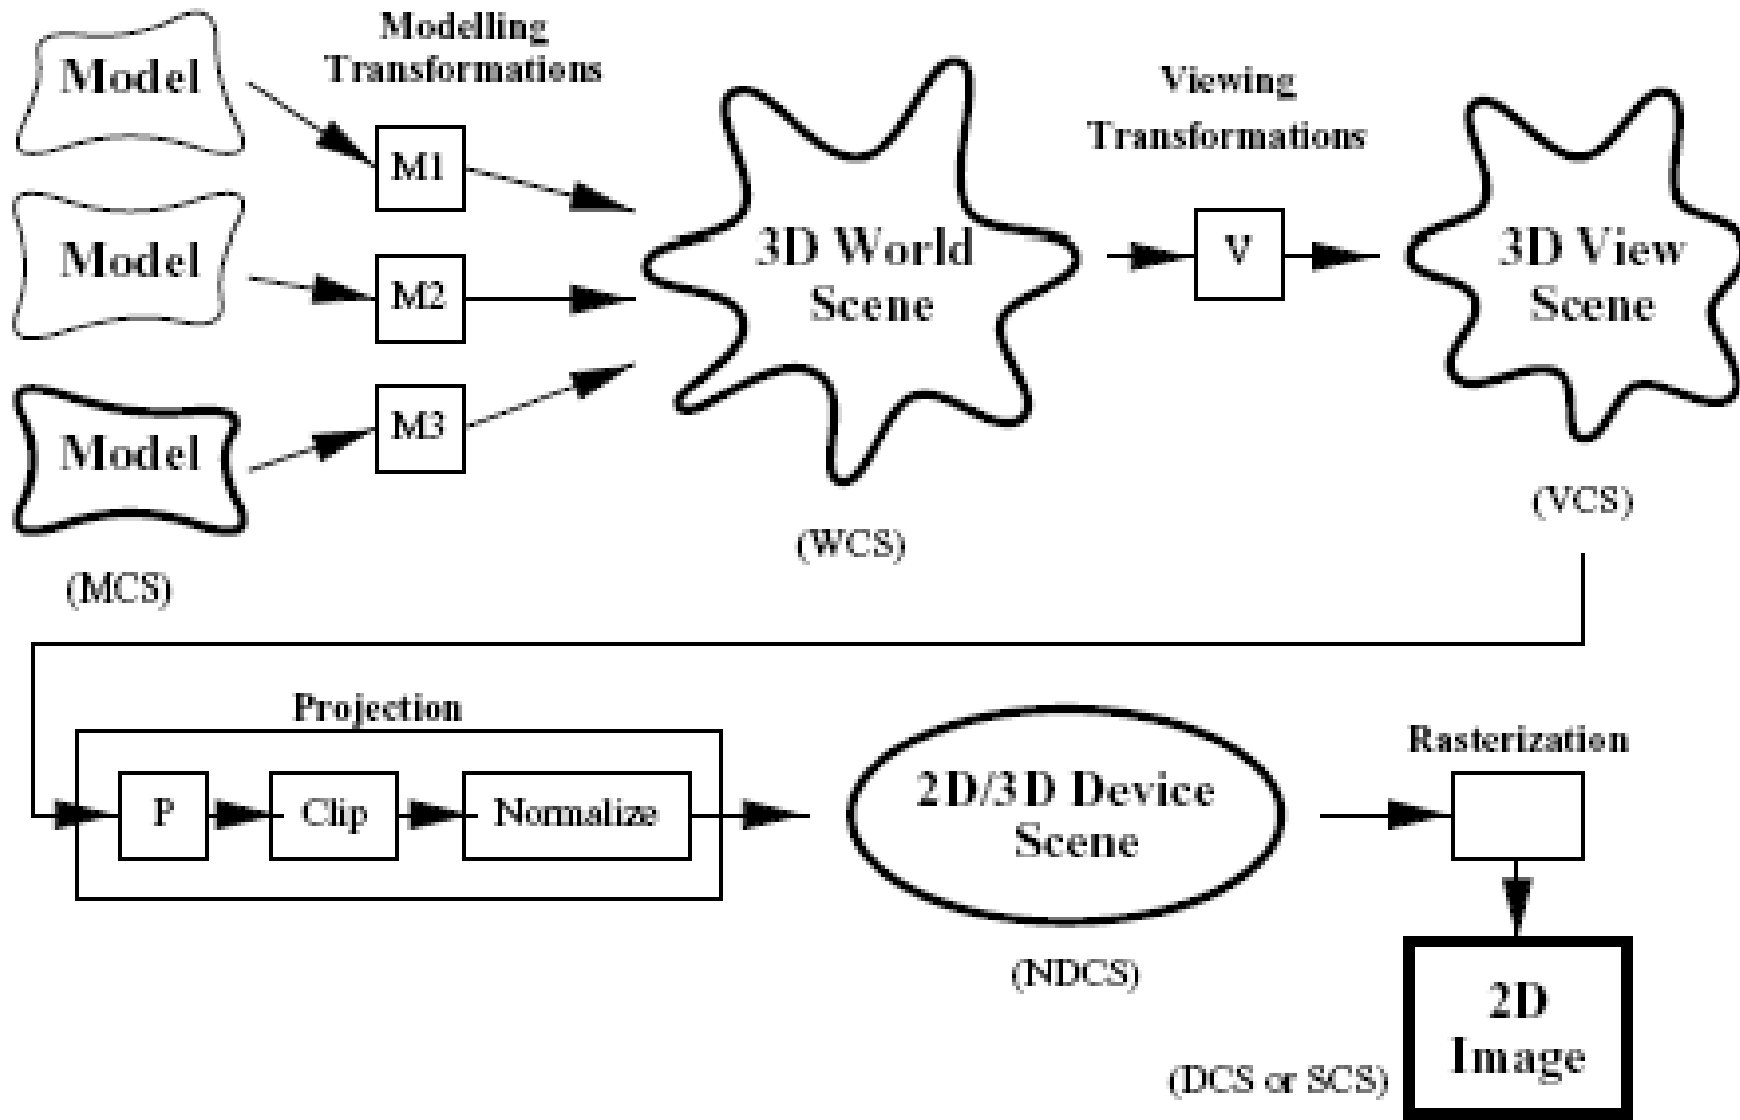 Modelling
Transformations
Model
M1
Model
M2
Model
M3
(MCS)
3D World
Scene
(WCS)
Viewing
Transformations
V
3D View
Scene
(VCS)
Projection
P
Clip
Normalize
2D/3D Device
Scene
(NDCS)
Rasterization
2D
Image
(DCS or SCS)